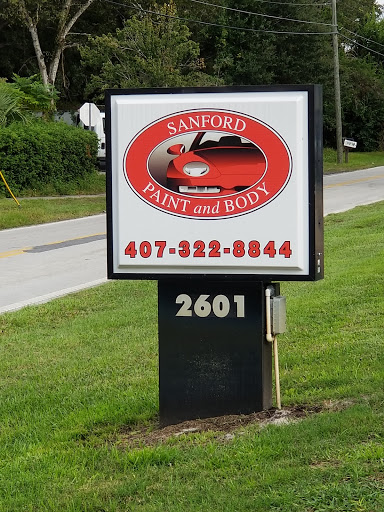 SANFORD
PAINT and BODY
407-322-8844
2601